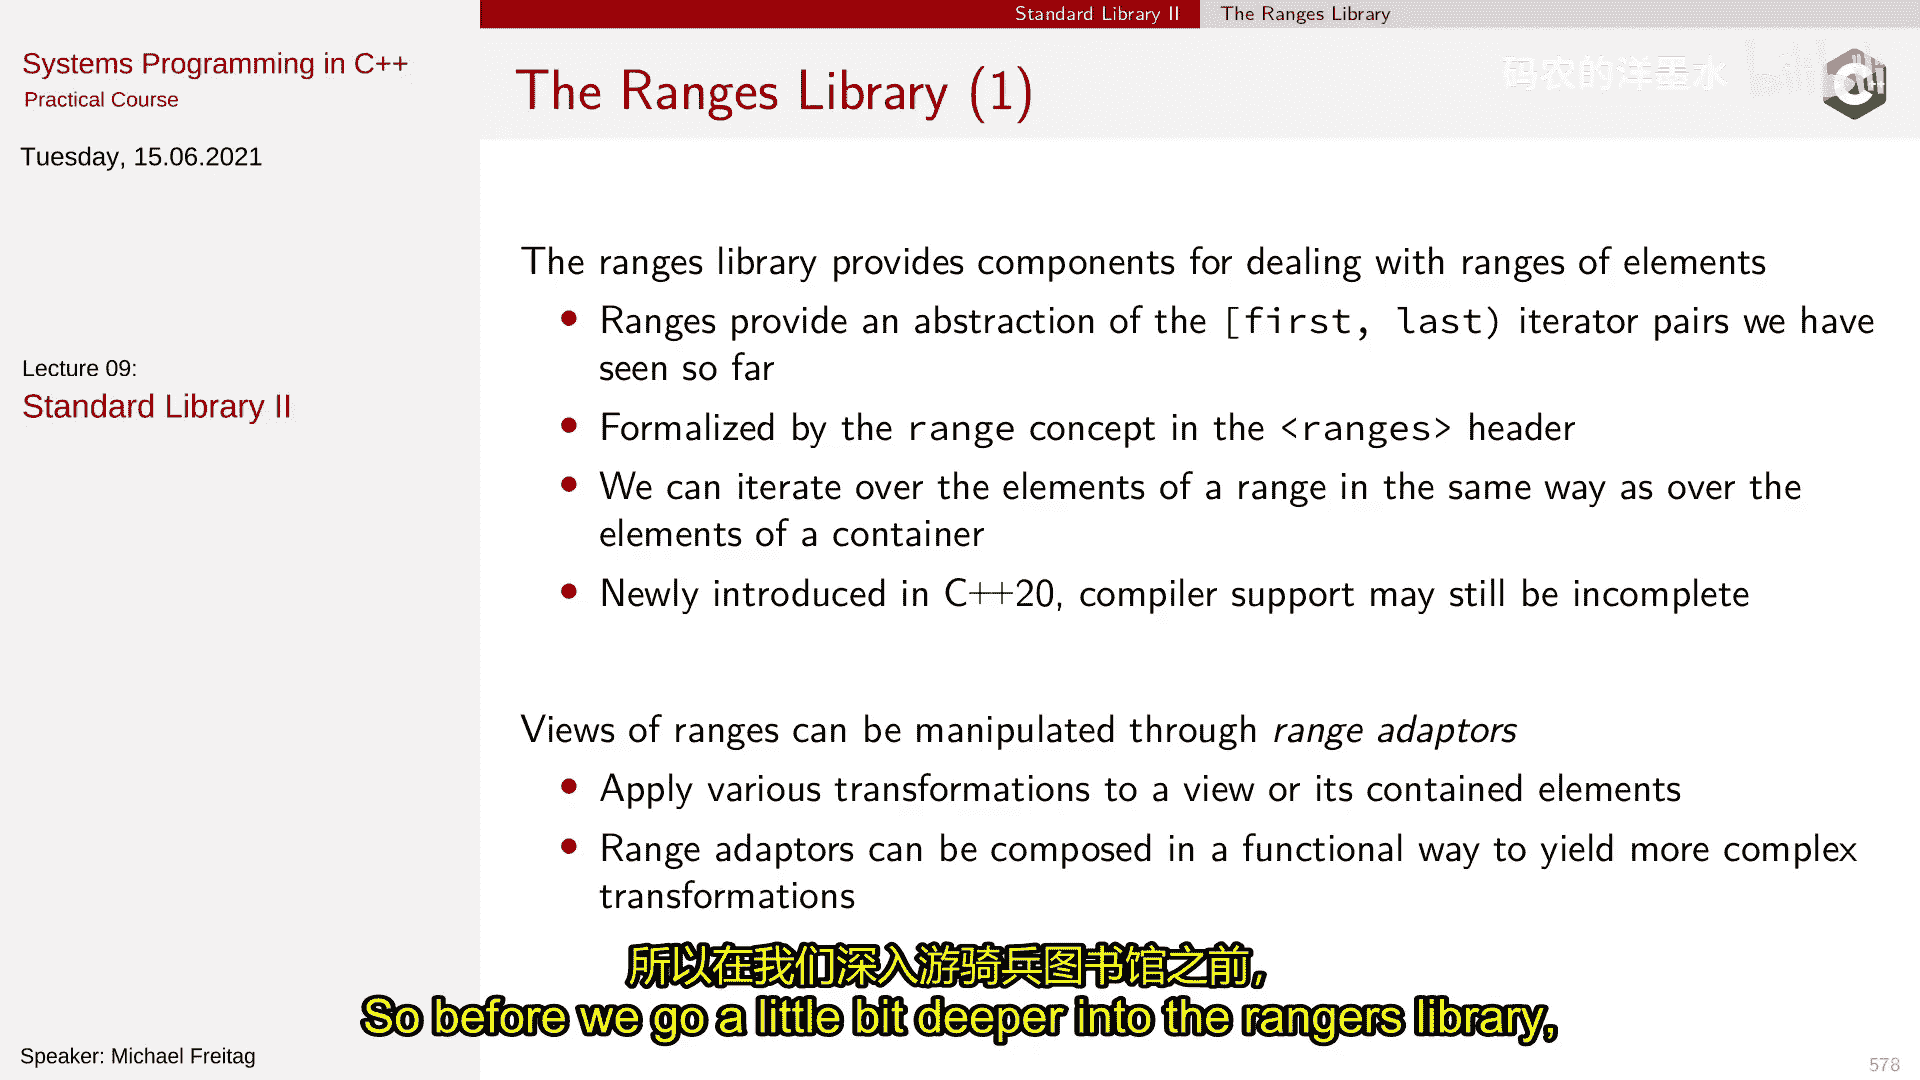 Standard Library II The Ranges Library
Systems Programming in C++
Practical Course
Tuesday, 15.06.2021
Lecture 09:
Standard Library II
Speaker: Michael Freitag
The Ranges Library (1)
码农的洋墨水
The ranges library provides components for dealing with ranges of elements
• Ranges provide an abstraction of the [first, last) iterator pairs we have
seen so far
• Formalized by the range concept in the <ranges> header
• We can iterate over the elements of a range in the same way as over the
elements of a container
• Newly introduced in C++20, compiler support may still be incomplete
Views of ranges can be manipulated through range adaptors
• Apply various transformations to a view or its contained elements
• Range adaptors can be composed in a functional way to yield more complex
transformations
所以在我们深入游骑兵图书馆之前，
So before we go a little bit deeper into the rangers library,
578